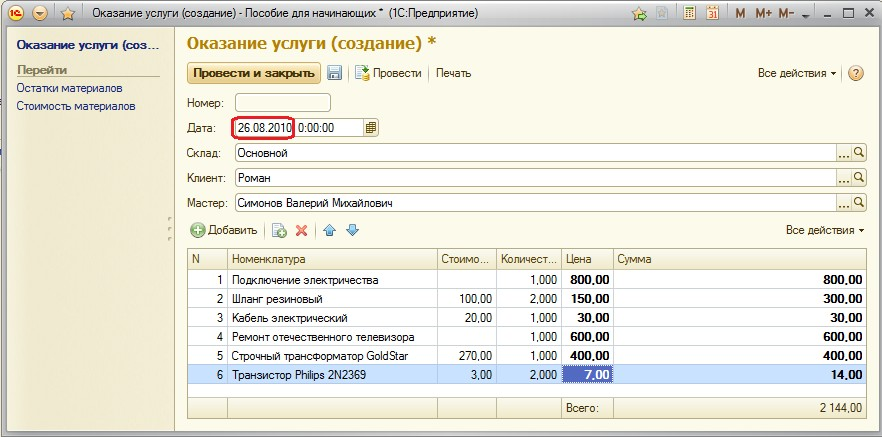 Оказание услуги (создание) - Пособие для начинающих * (1С:Предприятие)
31 M M+ M-
Оказание услуги (соз...
Перейти
Остатки материалов
Стоимость материалов
Оказание услуги (создание) *
Провести и закрыть Провести Печать Все действия ?
Номер:
Дата: 26.08.2010 0:00:00
Склад: Основной ...
Клиент: Роман ...
Мастер: Симонов Валерий Михайлович ...
Добавить Все действия
N Номенклатура Стоимо... Количест... Цена Сумма
1 Подключение электричества 1,000 800,00 800,00
2 Шланг резиновый 100,00 2,000 150,00 300,00
3 Кабель электрический 20,00 1,000 30,00 30,00
4 Ремонт отечественного телевизора 1,000 600,00 600,00
5 Строчный трансформатор GoldStar 270,00 1,000 400,00 400,00
6 Транзистор Philips 2N2369 3,00 2,000 7,00 14,00
Всего: 2 144,00